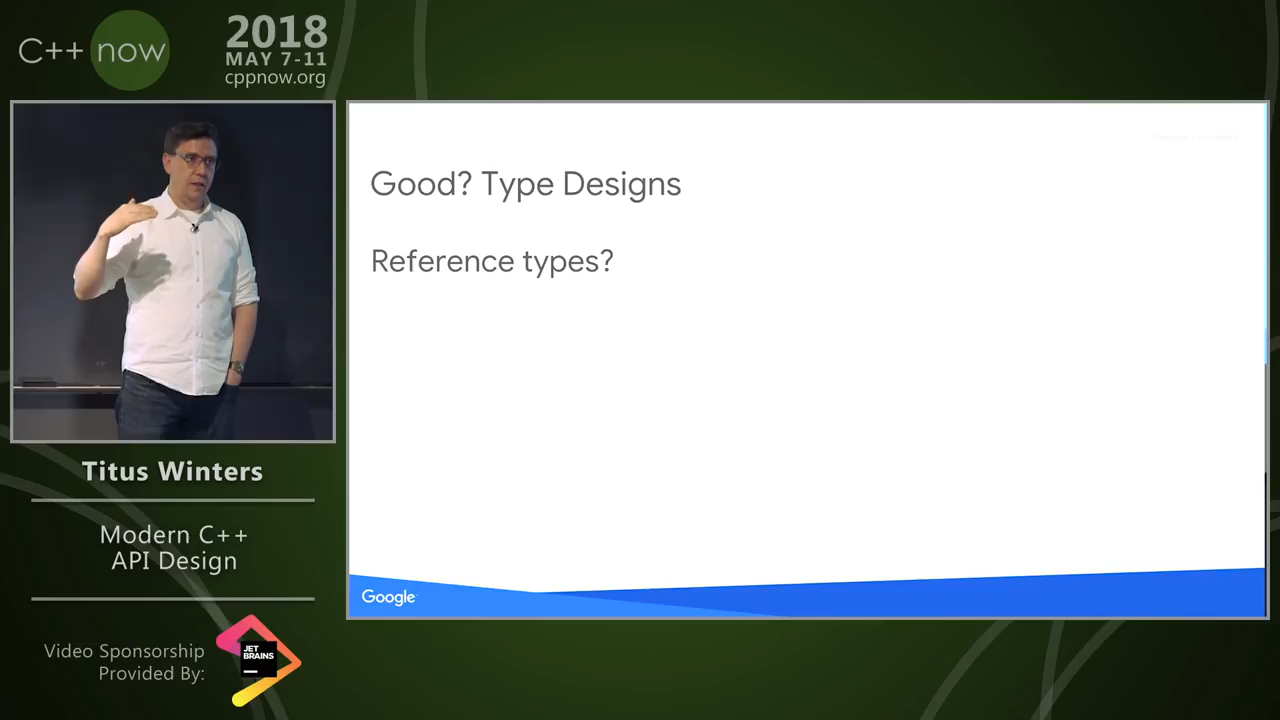 C++ now
2018
MAY 7-11
cppnow.org
Good? Type Designs
Reference types?
Google
Titus Winters
Modern C++
API Design
Video Sponsorship
Provided By:
JET
BRAINS